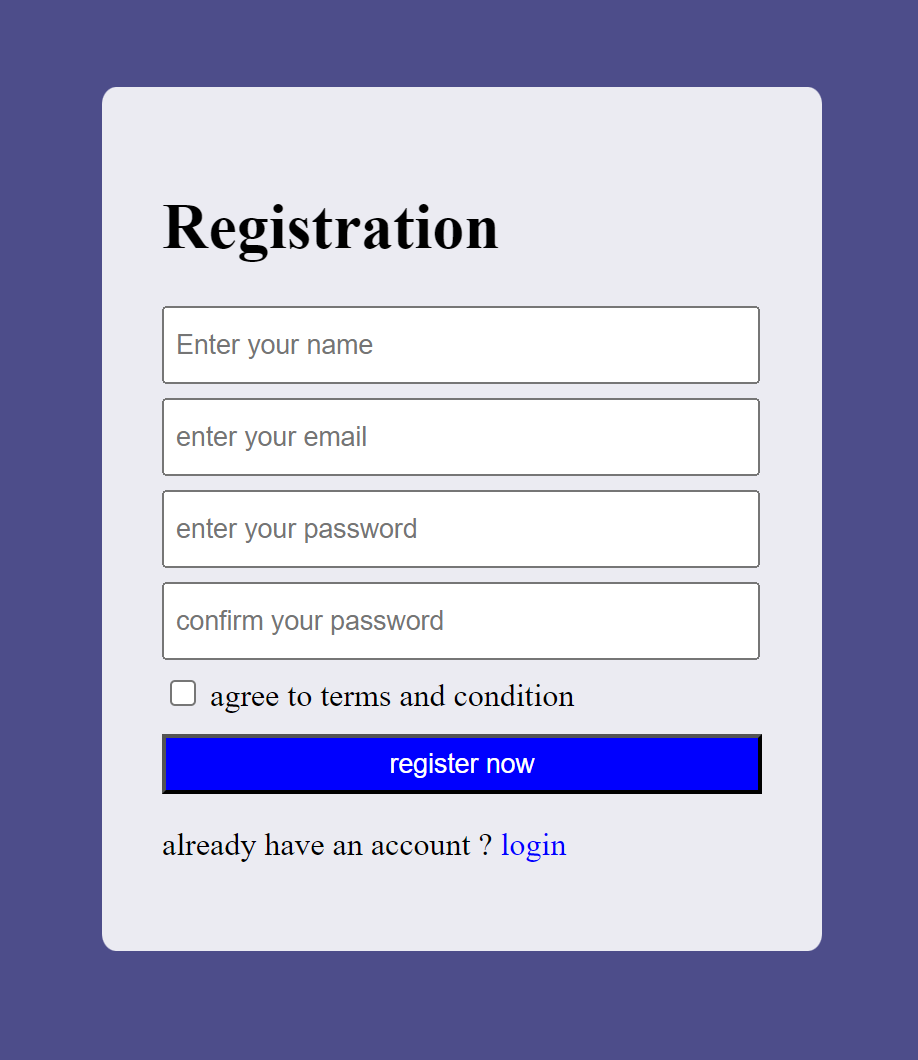 Registration
Enter your name
enter your email
enter your password
confirm your password
agree to terms and condition
register now
already have an account ? login